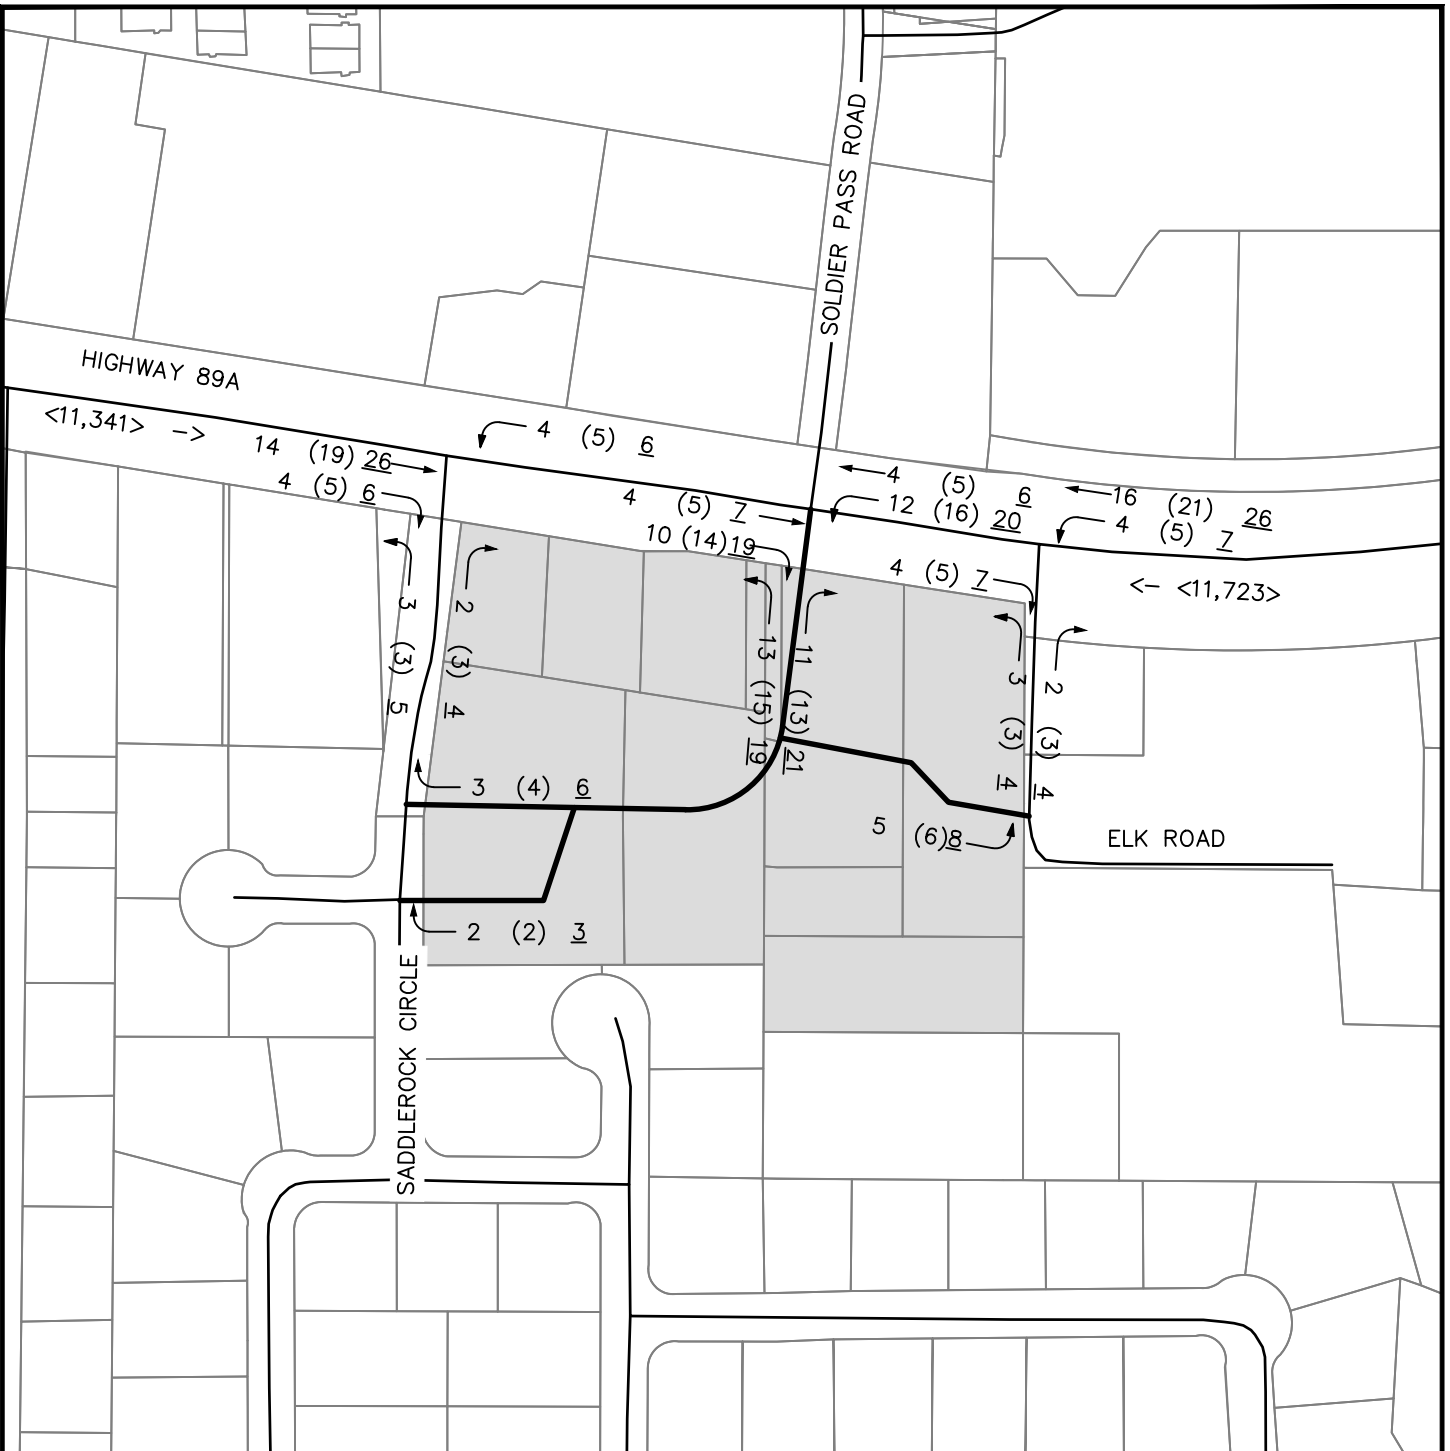 SOLDIER PASS ROAD
HIGHWAY 89A
<11,341> ->
14 (19) 26
4 (5) 6
4 (5) 6
4 (5) 7
10 (14) 19
4 (5) 6
12 (16) 20
16 (21) 26
4 (5) 7
4 (5) 7
<- <11,723>
3 (3) 5
2 (3) 4
13 (15) 19
11 (13) 21
3 (3) 4
2 (3) 4
3 (4) 6
5 (6) 8
ELK ROAD
2 (2) 3
SADDLEROCK CIRCLE